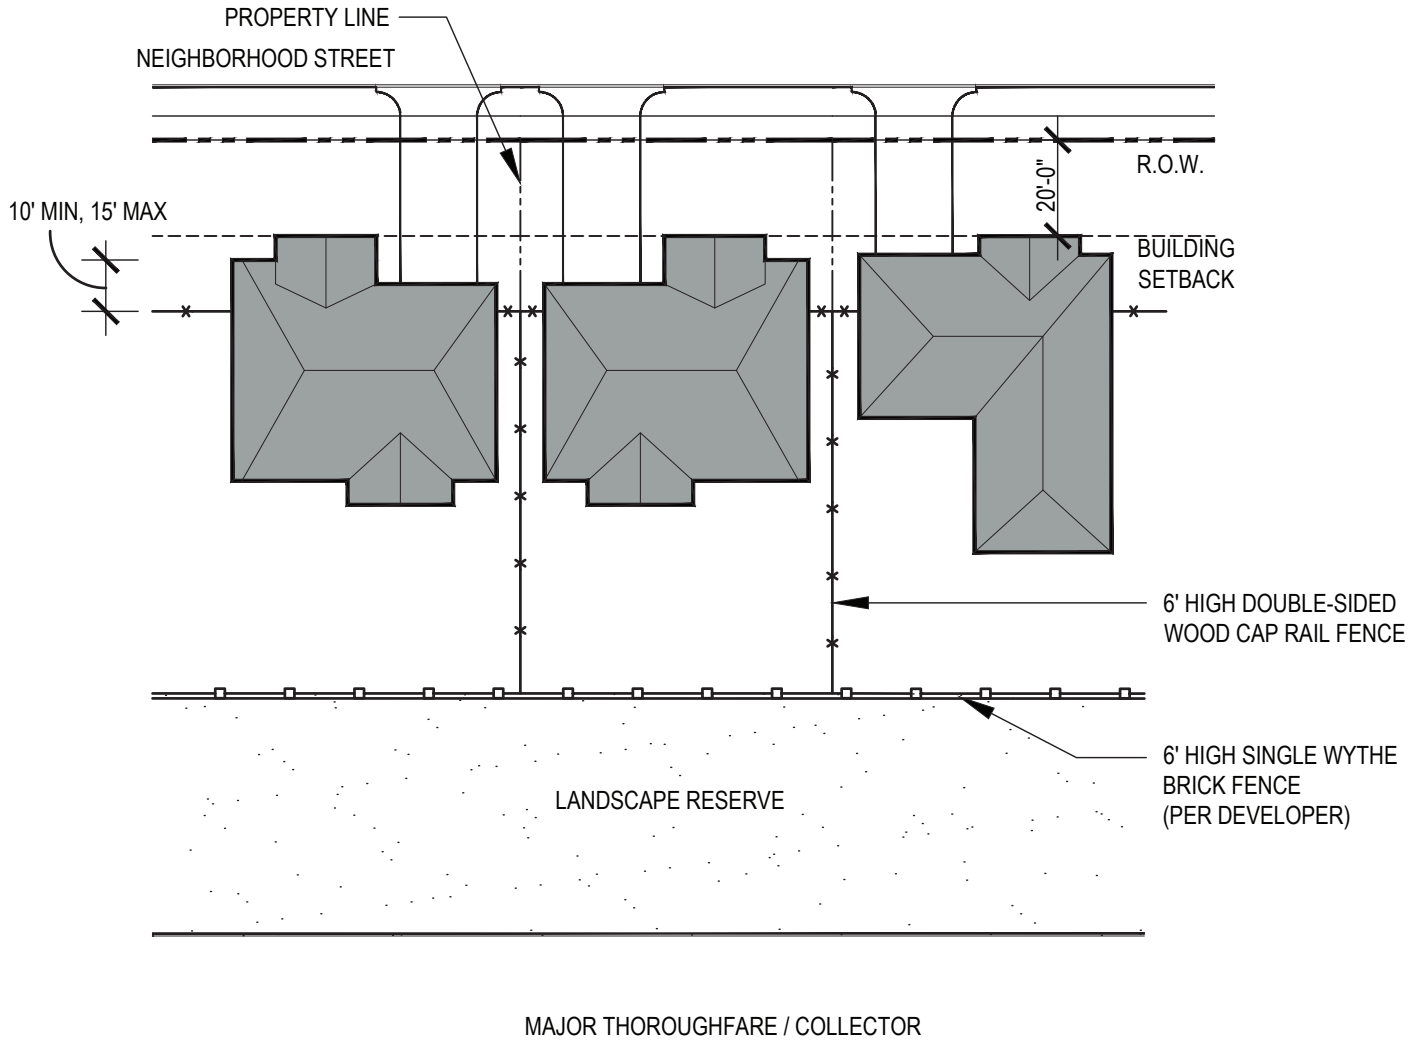 PROPERTY LINE
NEIGHBORHOOD STREET
R.O.W.
20'-0"
10' MIN, 15' MAX
BUILDING
SETBACK
6' HIGH DOUBLE-SIDED
WOOD CAP RAIL FENCE
6' HIGH SINGLE WYTHE
BRICK FENCE
(PER DEVELOPER)
LANDSCAPE RESERVE
MAJOR THOROUGHFARE / COLLECTOR